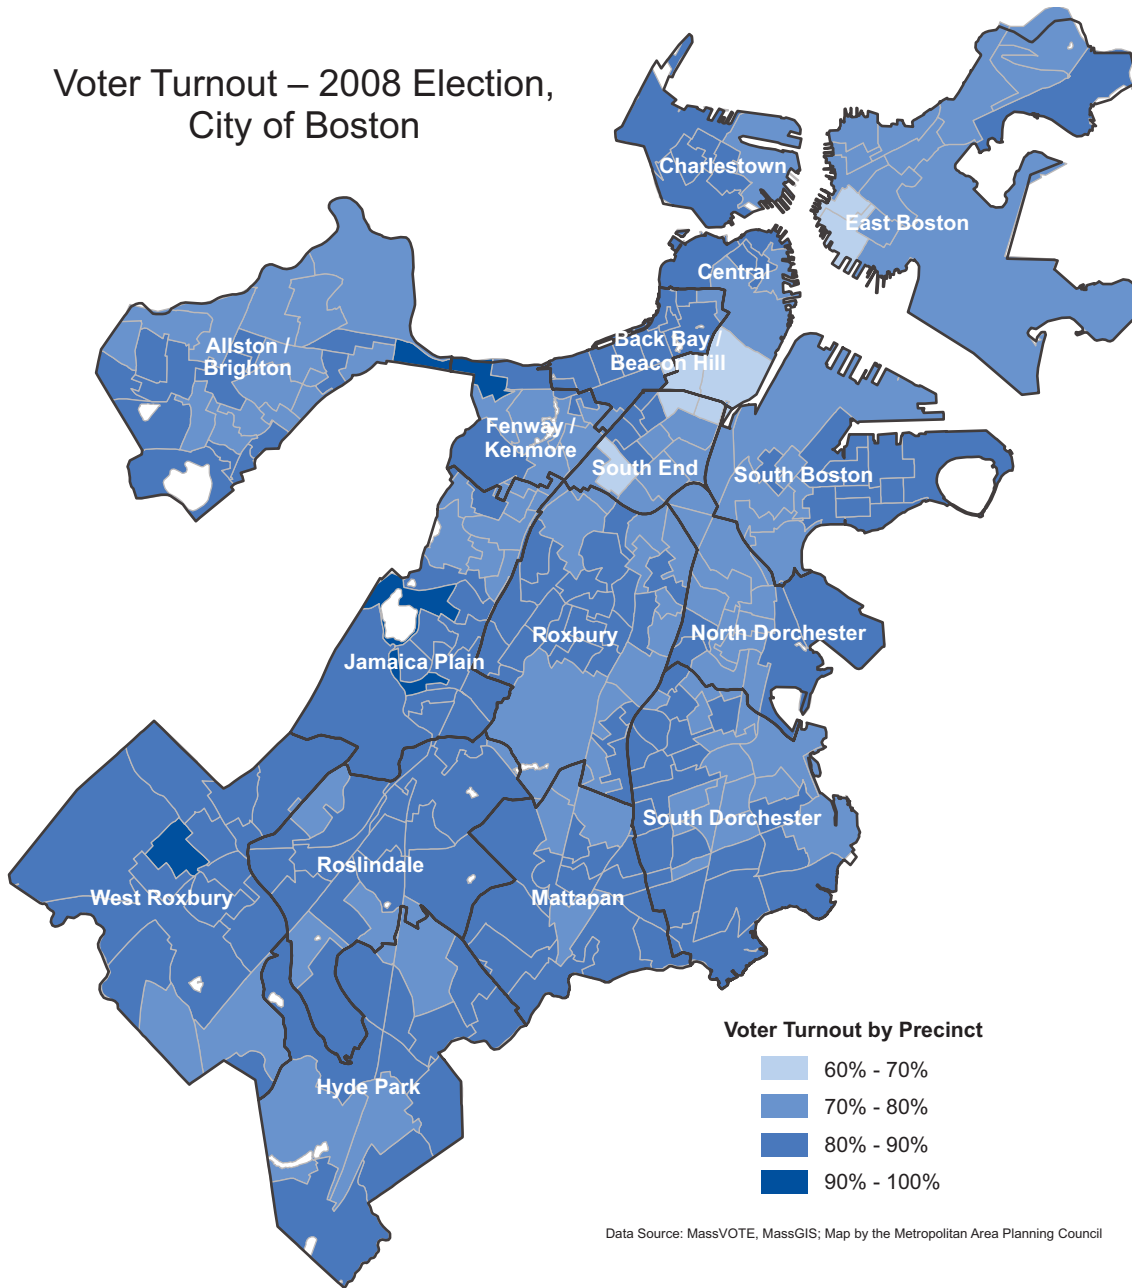 Voter Turnout – 2008 Election,
City of Boston
Charlestown
East Boston
Central
Back Bay /
Beacon Hill
Allston /
Brighton
Fenway /
Kenmore
South End
South Boston
Roxbury
North Dorchester
Jamaica Plain
South Dorchester
Roslindale
West Roxbury
Mattapan
Hyde Park
Voter Turnout by Precinct
60% - 70%
70% - 80%
80% - 90%
90% - 100%
Data Source: MassVOTE, MassGIS; Map by the Metropolitan Area Planning Council